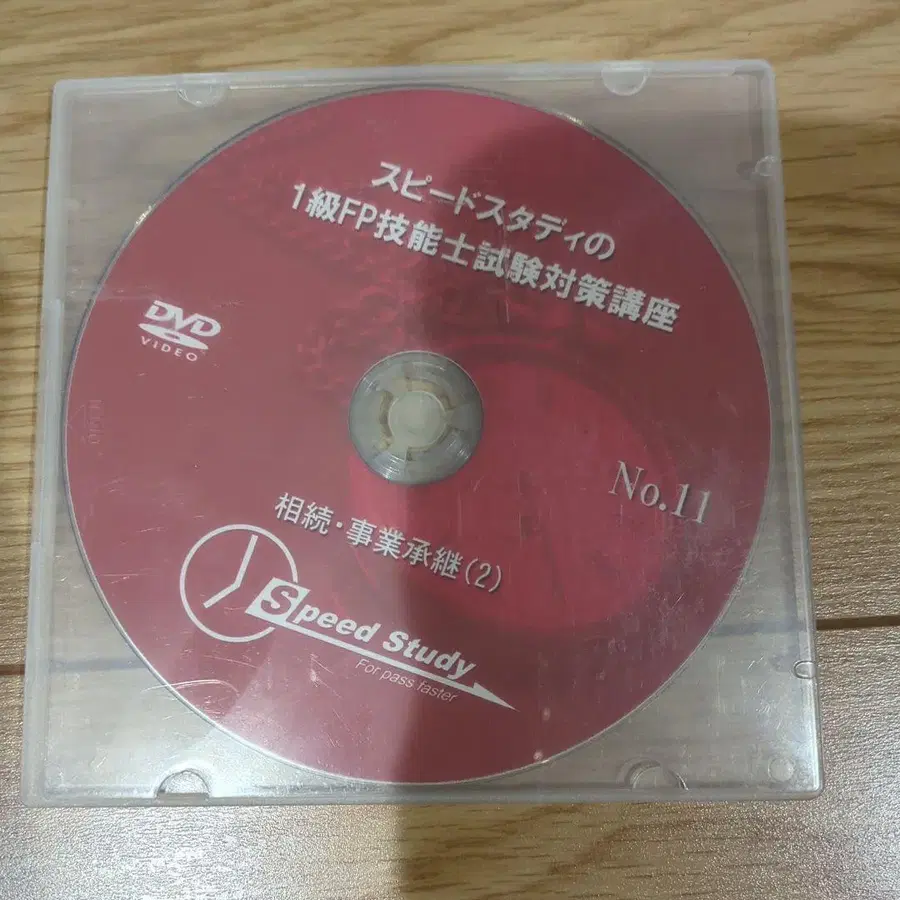 スピードスタディの
1級FP技能士試験対策講座
DVD
VIDEO
No.11
相続・事業承継(2)
Speed Study
For pass faster